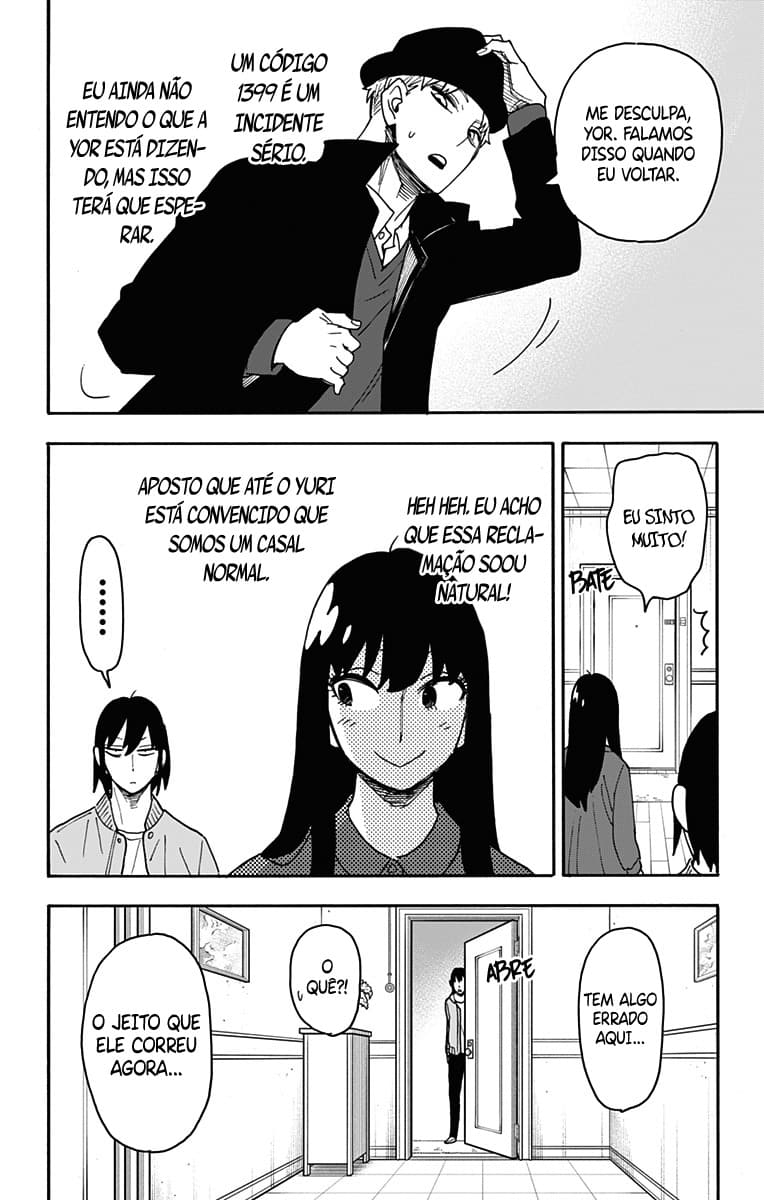 ME DESCULPA,
YOR. FALAMOS
DISSO QUANDO
EU VOLTAR.
UM CÓDIGO
1399 É UM
INCIDENTE
SÉRIO.
EU AINDA NÃO
ENTENDO O QUE A
YOR ESTÁ DIZEN-
DO, MAS ISSO
TERÁ QUE ESPE-
RAR.
EU SINTO
MUITO!
BATE
HEH HEH. EU ACHO
QUE ESSA RECLA-
MAÇÃO SOOU
NATURAL!
APOSTO QUE ATÉ O YURI
ESTÁ CONVENCIDO QUE
SOMOS UM CASAL
NORMAL.
......
TEM ALGO
ERRADO
AQUI...
ABRE
O
QUÊ?!
O JEITO QUE
ELE CORREU
AGORA...